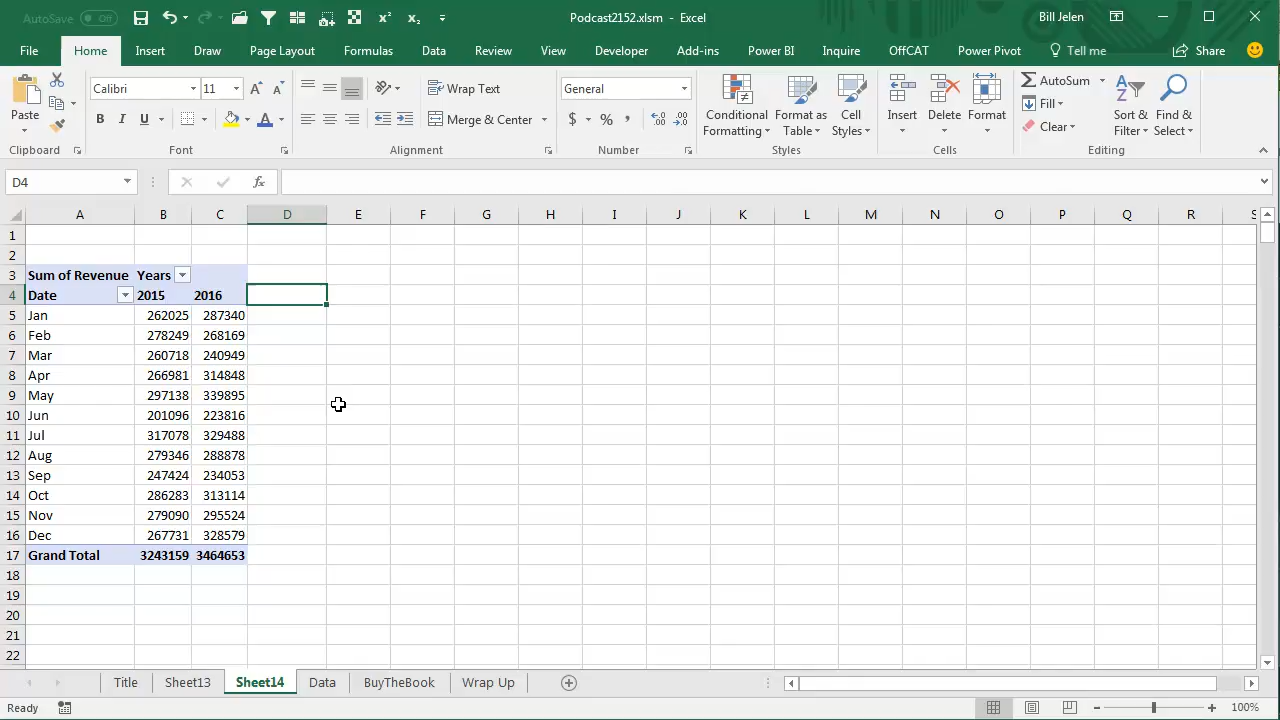 AutoSave Off x² x₂ Podcast2152.xlsm - Excel Bill Jelen
File Home Insert Draw Page Layout Formulas Data Review View Developer Add-ins Power BI Inquire OffCAT Power Pivot Tell me Share
Paste
Clipboard
Calibri 11 A A
B I U A
Font
ab Wrap Text
Merge & Center
Alignment
General
$ % ,
Number
Conditional Formatting
Format as Table
Cell Styles
Styles
Insert Delete Format
Cells
AutoSum
Fill
Clear
Sort & Filter
Find & Select
Editing
D4 fx
A B C D E F G H I J K L M N O P Q R S
1
2
3 Sum of Revenue Years
4 Date 2015 2016
5 Jan 262025 287340
6 Feb 278249 268169
7 Mar 260718 240949
8 Apr 266981 314848
9 May 297138 339895
10 Jun 201096 223816
11 Jul 317078 329488
12 Aug 279346 288878
13 Sep 247424 234053
14 Oct 286283 313114
15 Nov 279090 295524
16 Dec 267731 328579
17 Grand Total 3243159 3464653
18
19
20
21
22
Title Sheet13 Sheet14 Data BuyTheBook Wrap Up
Ready 100%